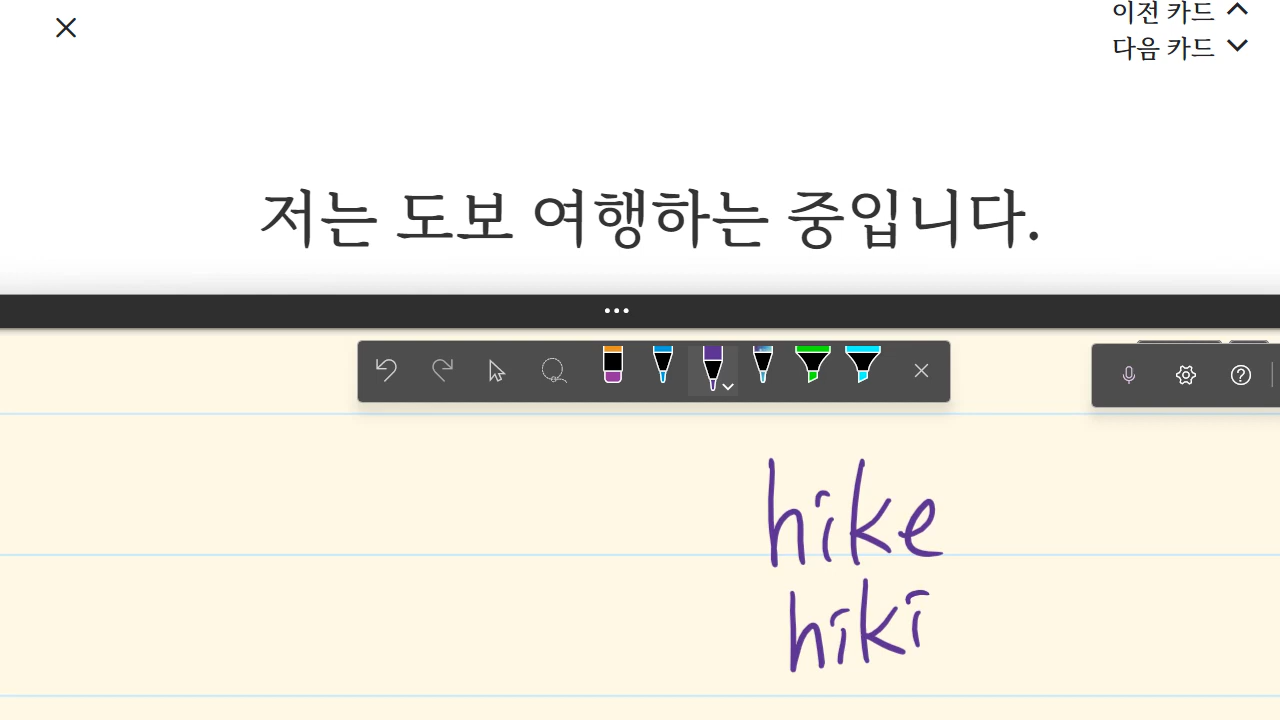 이전 카드
다음 카드
저는 도보 여행하는 중입니다.
hike
hiki